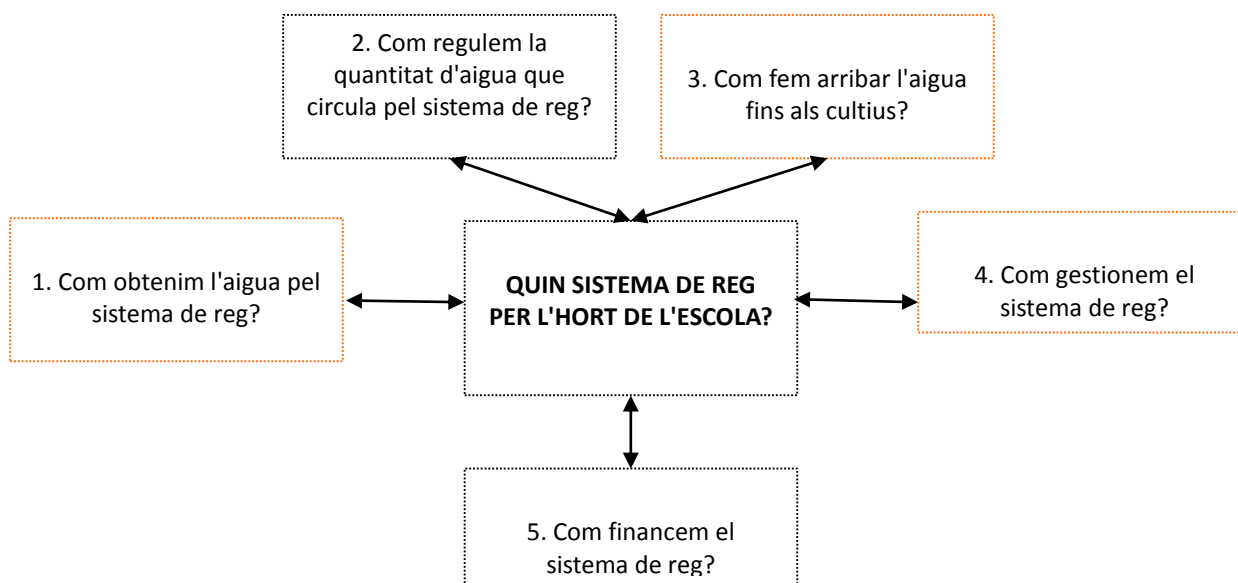 2. Com regulem la
quantitat d'aigua que
circula pel sistema de reg?
3. Com fem arribar l'aigua
fins als cultius?
1. Com obtenim l'aigua pel
sistema de reg?
QUIN SISTEMA DE REG
PER L'HORT DE L'ESCOLA?
4. Com gestionem el
sistema de reg?
5. Com financem el
sistema de reg?